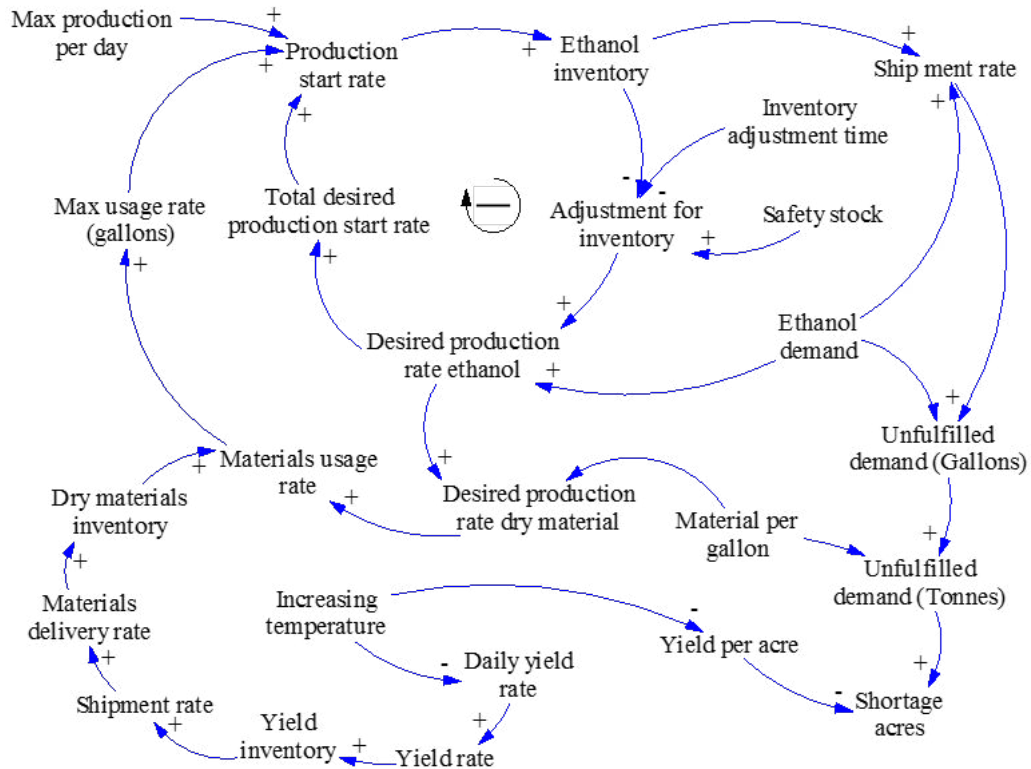 Max production
per day
+
+
Production
start rate
+
+
Ethanol
inventory
+
+
Ship ment rate
+
Inventory
adjustment time
-
-
Max usage rate
(gallons)
+
Total desired
production start rate
+
Adjustment for
inventory
+
Safety stock
+
Desired production
rate ethanol
+
Ethanol
demand
+
Unfulfilled
demand (Gallons)
+
Materials usage
rate
+
+
Desired production
rate dry material
+
Material per
gallon
Dry materials
inventory
+
+
Unfulfilled
demand (Tonnes)
+
Materials
delivery rate
+
Increasing
temperature
-
Yield per acre
-
Daily yield
rate
+
-
Shortage
acres
Shipment rate
+
Yield
inventory
+
Yield rate